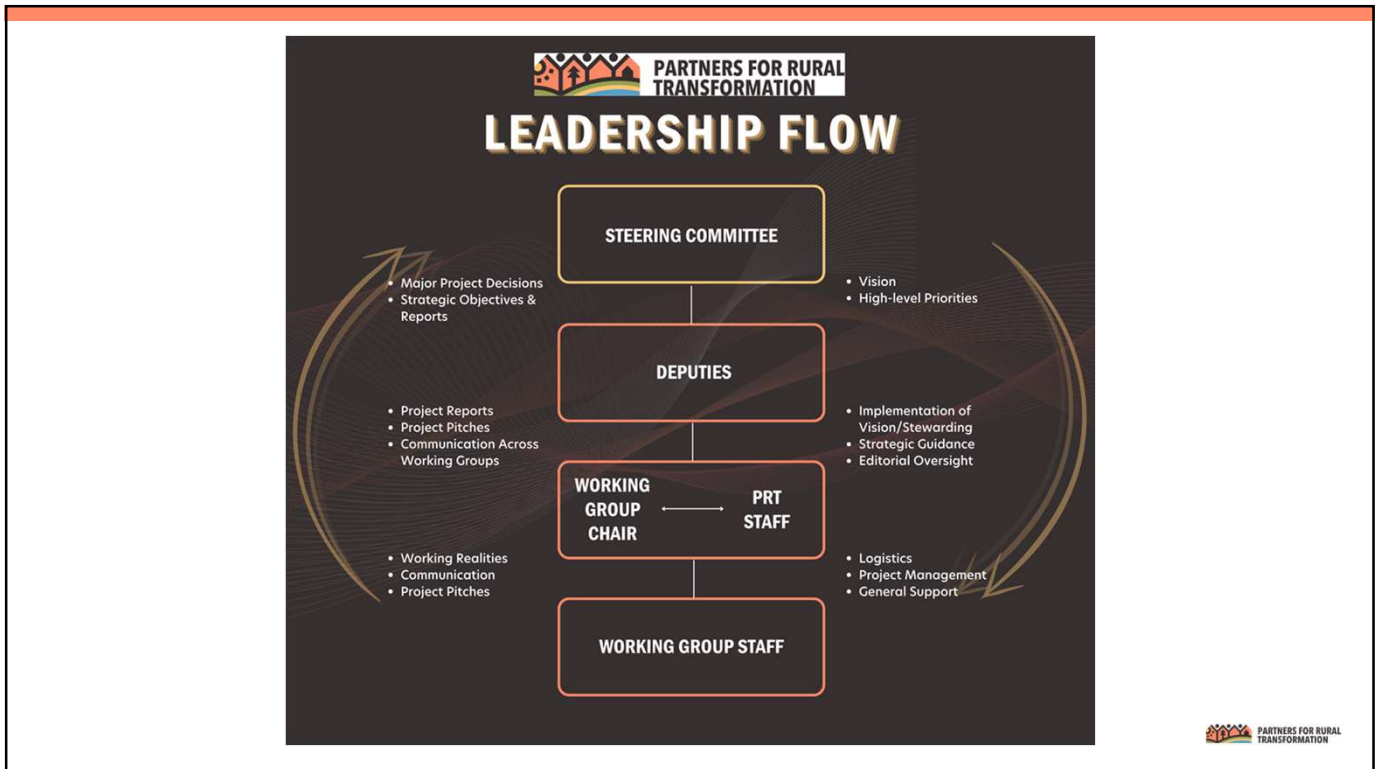 PARTNERS FOR RURAL
TRANSFORMATION
LEADERSHIP FLOW
STEERING COMMITTEE
• Major Project Decisions
• Strategic Objectives &
Reports
• Vision
• High-level Priorities
DEPUTIES
• Project Reports
• Project Pitches
• Communication Across
Working Groups
• Implementation of
Vision/Stewarding
• Strategic Guidance
• Editorial Oversight
WORKING
GROUP
CHAIR
PRT
STAFF
• Working Realities
• Communication
• Project Pitches
• Logistics
• Project Management
• General Support
WORKING GROUP STAFF
PARTNERS FOR RURAL
TRANSFORMATION